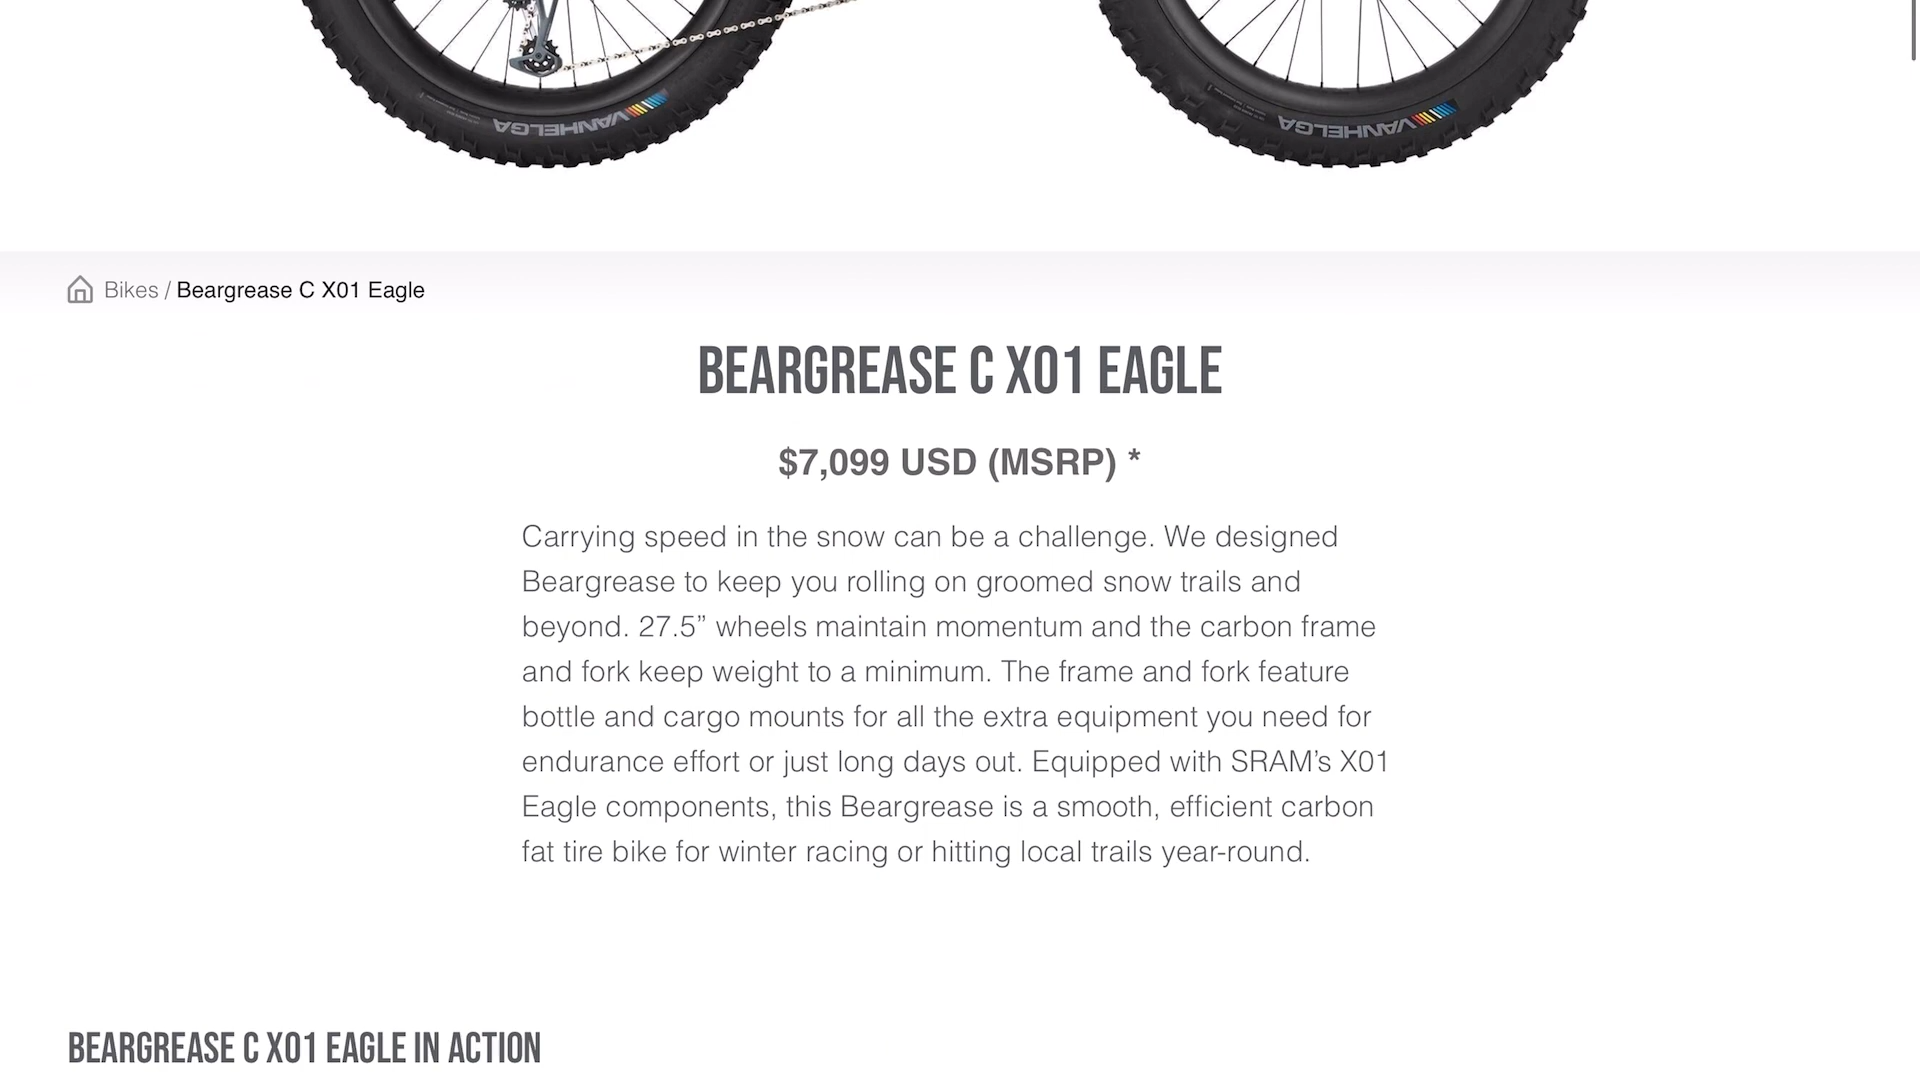 VANHELGA
VANHELGA
Bikes / Beargrease C X01 Eagle
BEARGREASE C X01 EAGLE
$7,099 USD (MSRP) *
Carrying speed in the snow can be a challenge. We designed
Beargrease to keep you rolling on groomed snow trails and
beyond. 27.5” wheels maintain momentum and the carbon frame
and fork keep weight to a minimum. The frame and fork feature
bottle and cargo mounts for all the extra equipment you need for
endurance effort or just long days out. Equipped with SRAM’s X01
Eagle components, this Beargrease is a smooth, efficient carbon
fat tire bike for winter racing or hitting local trails year-round.
BEARGREASE C X01 EAGLE IN ACTION